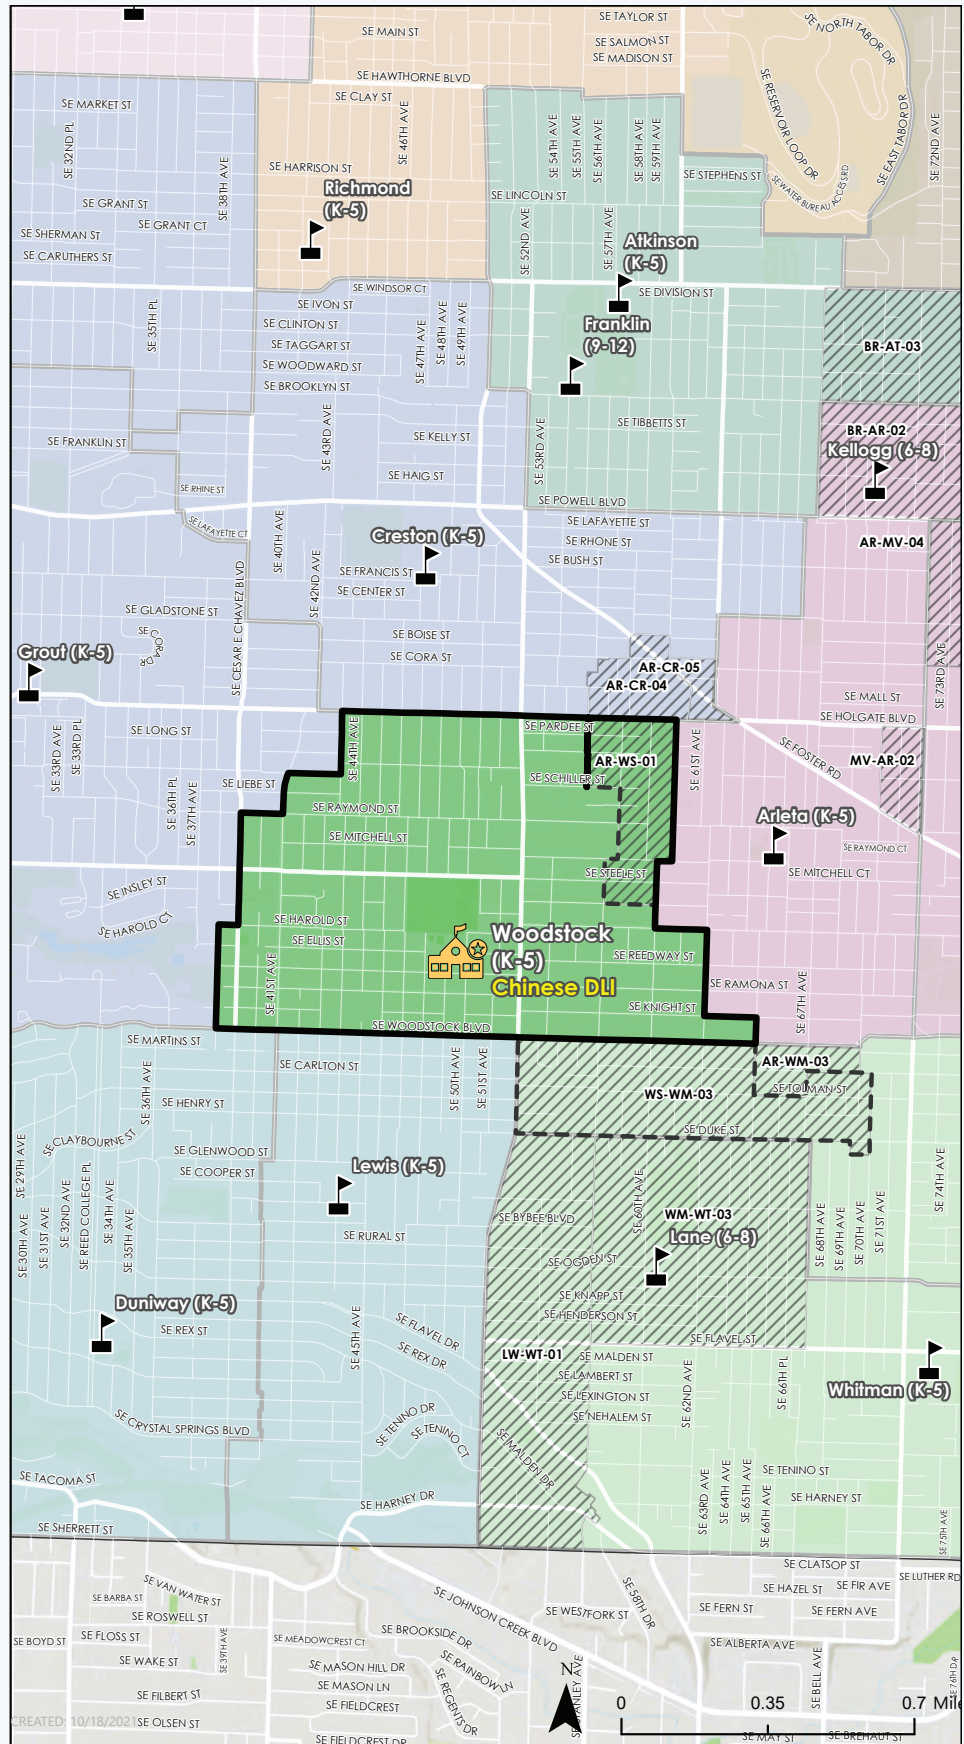 SE TAYLOR ST
SE MAIN ST
SE SALMON ST
SE MADISON ST
SE NORTH TABOR DR
SE HAWTHORNE BLVD
SE CLAY ST
SE MARKET ST
SE RESERVOIR LOOP DR
SE EAST TABOR DR
SE 72ND AVE
SE 32ND PL
SE 46TH AVE
SE 54TH AVE
SE 55TH AVE
SE 56TH AVE
SE 58TH AVE
SE 59TH AVE
SE HARRISON ST
SE STEPHENS ST
SE WATER BUREAU ACCESS RD
SE 38TH AVE
Richmond
(K-5)
SE LINCOLN ST
SE GRANT ST
SE GRANT CT
SE SHERMAN ST
SE CARUTHERS ST
SE 52ND AVE
SE 57TH AVE
Atkinson
(K-5)
SE WINDSOR CT
SE DIVISION ST
SE IVON ST
SE CLINTON ST
SE TAGGART ST
SE WOODWARD ST
SE BROOKLYN ST
SE 35TH PL
SE 47TH AVE
SE 48TH AVE
SE 49TH AVE
Franklin
(9-12)
BR-AT-03
SE FRANKLIN ST
SE 43RD AVE
SE KELLY ST
SE TIBBETTS ST
BR-AR-02
Kellogg (6-8)
SE 53RD AVE
SE HAIG ST
SE RHINE ST
SE POWELL BLVD
SE LAFAYETTE CT
SE LAFAYETTE ST
SE RHONE ST
SE BUSH ST
AR-MV-04
SE 40TH AVE
Creston (K-5)
SE 42ND AVE
SE FRANCIS ST
SE CENTER ST
SE CESAR E CHAVEZ BLVD
SE GLADSTONE ST
SE CORA DR
SE BOISE ST
SE CORA ST
Grout (K-5)
AR-CR-05
AR-CR-04
SE 73RD AVE
SE MALL ST
SE HOLGATE BLVD
SE LONG ST
SE PARDEE ST
SE 33RD AVE
SE 33RD PL
SE 44TH AVE
SE 61ST AVE
SE FOSTER RD
AR-WS-01
MV-AR-02
SE SCHILLER ST
SE LIEBE ST
SE 36TH PL
SE 37TH AVE
SE RAYMOND ST
SE MITCHELL ST
Arleta (K-5)
SE RAYMOND CT
SE MITCHELL CT
SE STEELE ST
SE INSLEY ST
SE HAROLD CT
SE HAROLD ST
SE ELLIS ST
Woodstock
(K-5)
Chinese DLI
SE REEDWAY ST
SE 41ST AVE
SE RAMONA ST
SE 67TH AVE
SE KNIGHT ST
SE WOODSTOCK BLVD
SE MARTINS ST
SE CARLTON ST
SE 50TH AVE
SE 51ST AVE
AR-WM-03
SE TOLMAN ST
WS-WM-03
SE 36TH AVE
SE HENRY ST
SE DUKE ST
SE CLAYBOURNE ST
SE GLENWOOD ST
SE COOPER ST
Lewis (K-5)
SE 29TH AVE
SE 30TH AVE
SE 31ST AVE
SE 32ND AVE
SE REED COLLEGE PL
SE 34TH AVE
SE 35TH AVE
SE RURAL ST
SE BYBEE BLVD
SE 60TH AVE
WM-WT-03
Lane (6-8)
SE 68TH AVE
SE 69TH AVE
SE 70TH AVE
SE 71ST AVE
SE 74TH AVE
SE OGDEN ST
SE KNAPP ST
SE HENDERSON ST
Duniway (K-5)
SE REX ST
SE 45TH AVE
SE FLAVEL DR
SE REX DR
SE FLAVEL ST
LW-WT-01
SE MALDEN ST
SE LAMBERT ST
SE LEXINGTON ST
SE NEHALEM ST
SE 62ND AVE
SE 66TH PL
Whitman (K-5)
SE CRYSTAL SPRINGS BLVD
SE TENINO DR
SE TENINO CT
SE MALDEN DR
SE TACOMA ST
SE HARNEY DR
SE SHERRETT ST
SE 63RD AVE
SE 64TH AVE
SE 65TH AVE
SE 66TH AVE
SE TENINO ST
SE HARNEY ST
SE 75TH AVE
SE CLATSOP ST
SE LUTHER RD
SE HAZEL ST
SE FIR AVE
SE VAN WATER ST
SE BARBA ST
SE ROSWELL ST
SE JOHNSON CREEK BLVD
SE WESTFORK ST
SE 58TH DR
SE FERN ST
SE FERN AVE
SE BOYD ST
SE FLOSS ST
SE 39TH AVE
SE MEADOWCREST CT
SE BROOKSIDE DR
SE ALBERTA AVE
SE WAKE ST
SE MASON HILL DR
SE MASON LN
SE FIELDCREST
SE RAINBOW LN
SE REGENTS DR
SE STANLEY AVE
SE BELL AVE
SE 76TH DR
SE FILBERT ST
SE OLSEN ST
CREATED: 10/18/2021
SE FIELDCREST DR
N
0 0.35 0.7 Mile
SE MAY ST
SE BREHAUT ST